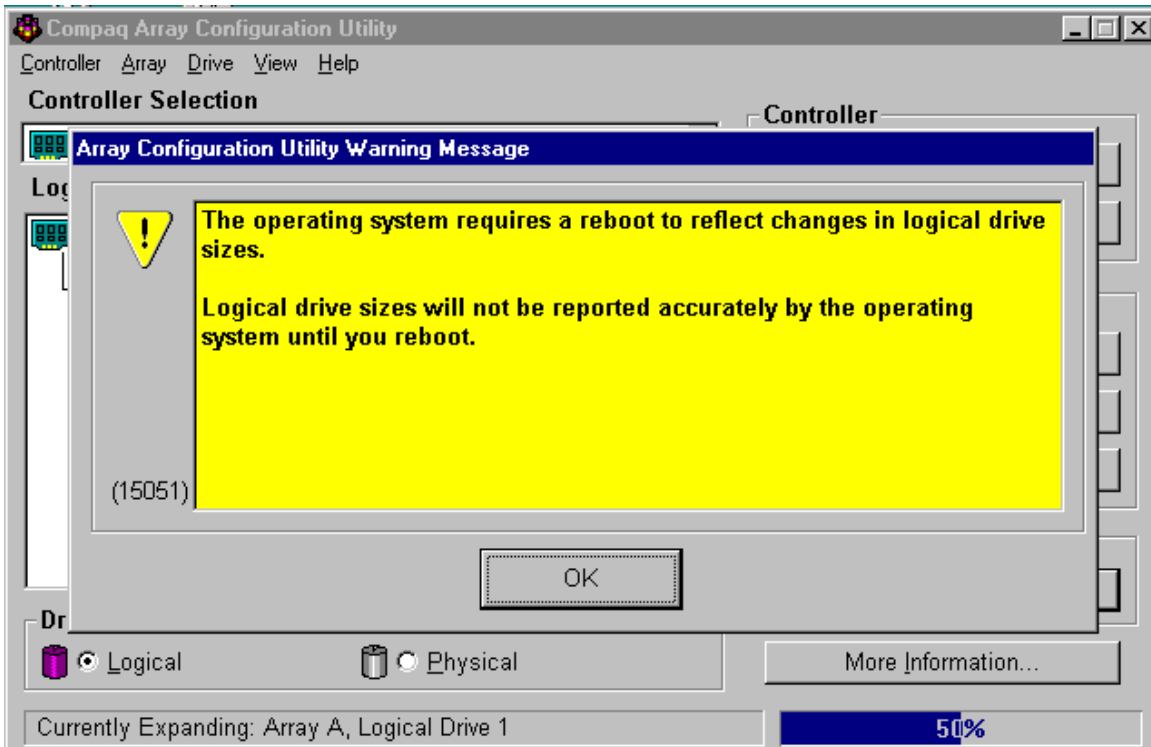 Compaq Array Configuration Utility
Controller Array Drive View Help
Controller Selection
Controller
Array Configuration Utility Warning Message
The operating system requires a reboot to reflect changes in logical drive
sizes.
Logical drive sizes will not be reported accurately by the operating
system until you reboot.
(15051)
OK
Logical
Physical
More Information...
Currently Expanding: Array A, Logical Drive 1
50%